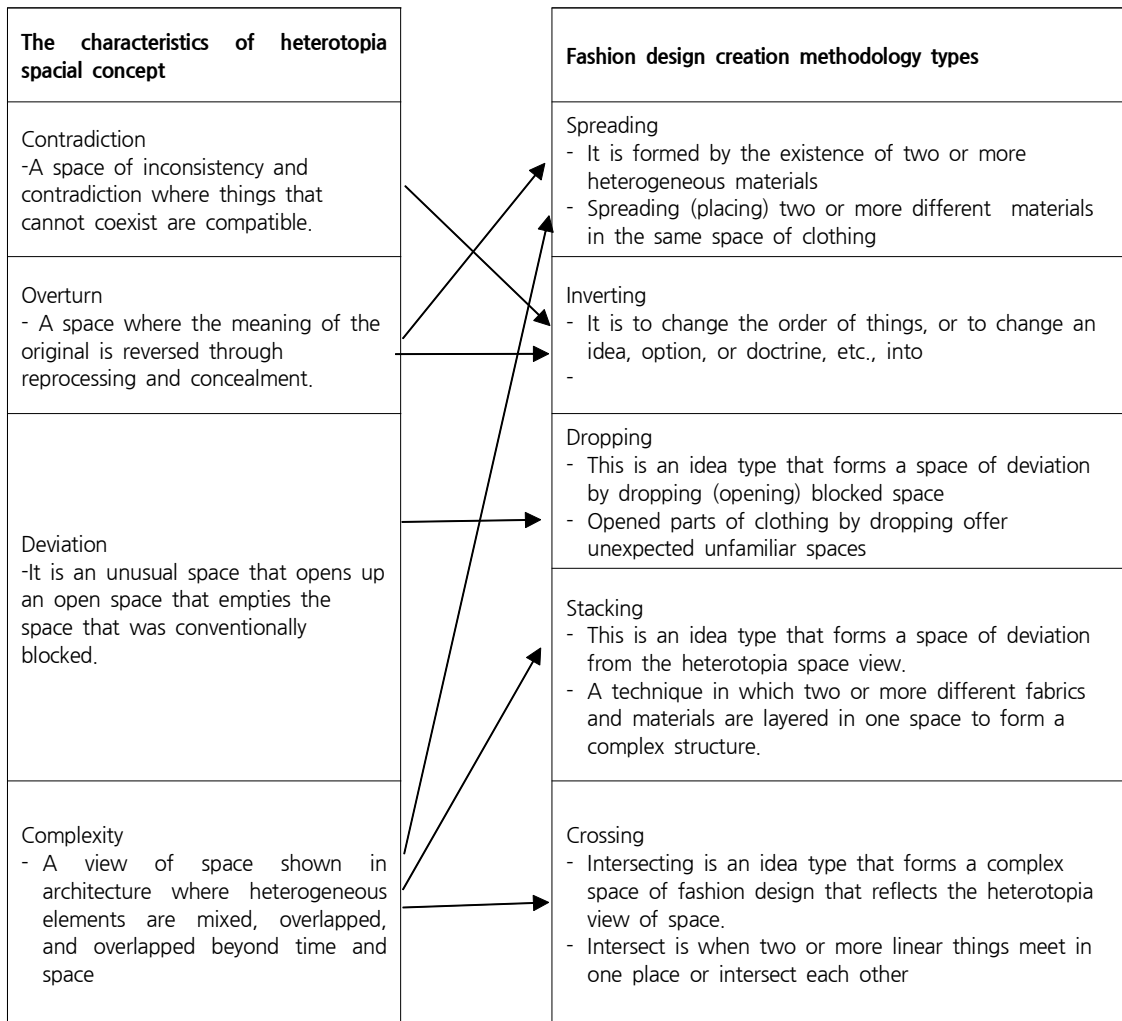 The characteristics of heterotopia
spacial concept
Contradiction
-A space of inconsistency and
contradiction where things that
cannot coexist are compatible.
Overturn
- A space where the meaning of the
original is reversed through
reprocessing and concealment.
Deviation
-It is an unusual space that opens up
an open space that empties the
space that was conventionally
blocked.
Complexity
- A view of space shown in
architecture where heterogeneous
elements are mixed, overlapped,
and overlapped beyond time and
space
Fashion design creation methodology types
Spreading
- It is formed by the existence of two or more
heterogeneous materials
- Spreading (placing) two or more different materials
in the same space of clothing
Inverting
- It is to change the order of things, or to change an
idea, option, or doctrine, etc., into
-
Dropping
- This is an idea type that forms a space of deviation
by dropping (opening) blocked space
- Opened parts of clothing by dropping offer
unexpected unfamiliar spaces
Stacking
- This is an idea type that forms a space of deviation
from the heterotopia space view.
- A technique in which two or more different fabrics
and materials are layered in one space to form a
complex structure.
Crossing
- Intersecting is an idea type that forms a complex
space of fashion design that reflects the heterotopia
view of space.
- Intersect is when two or more linear things meet in
one place or intersect each other